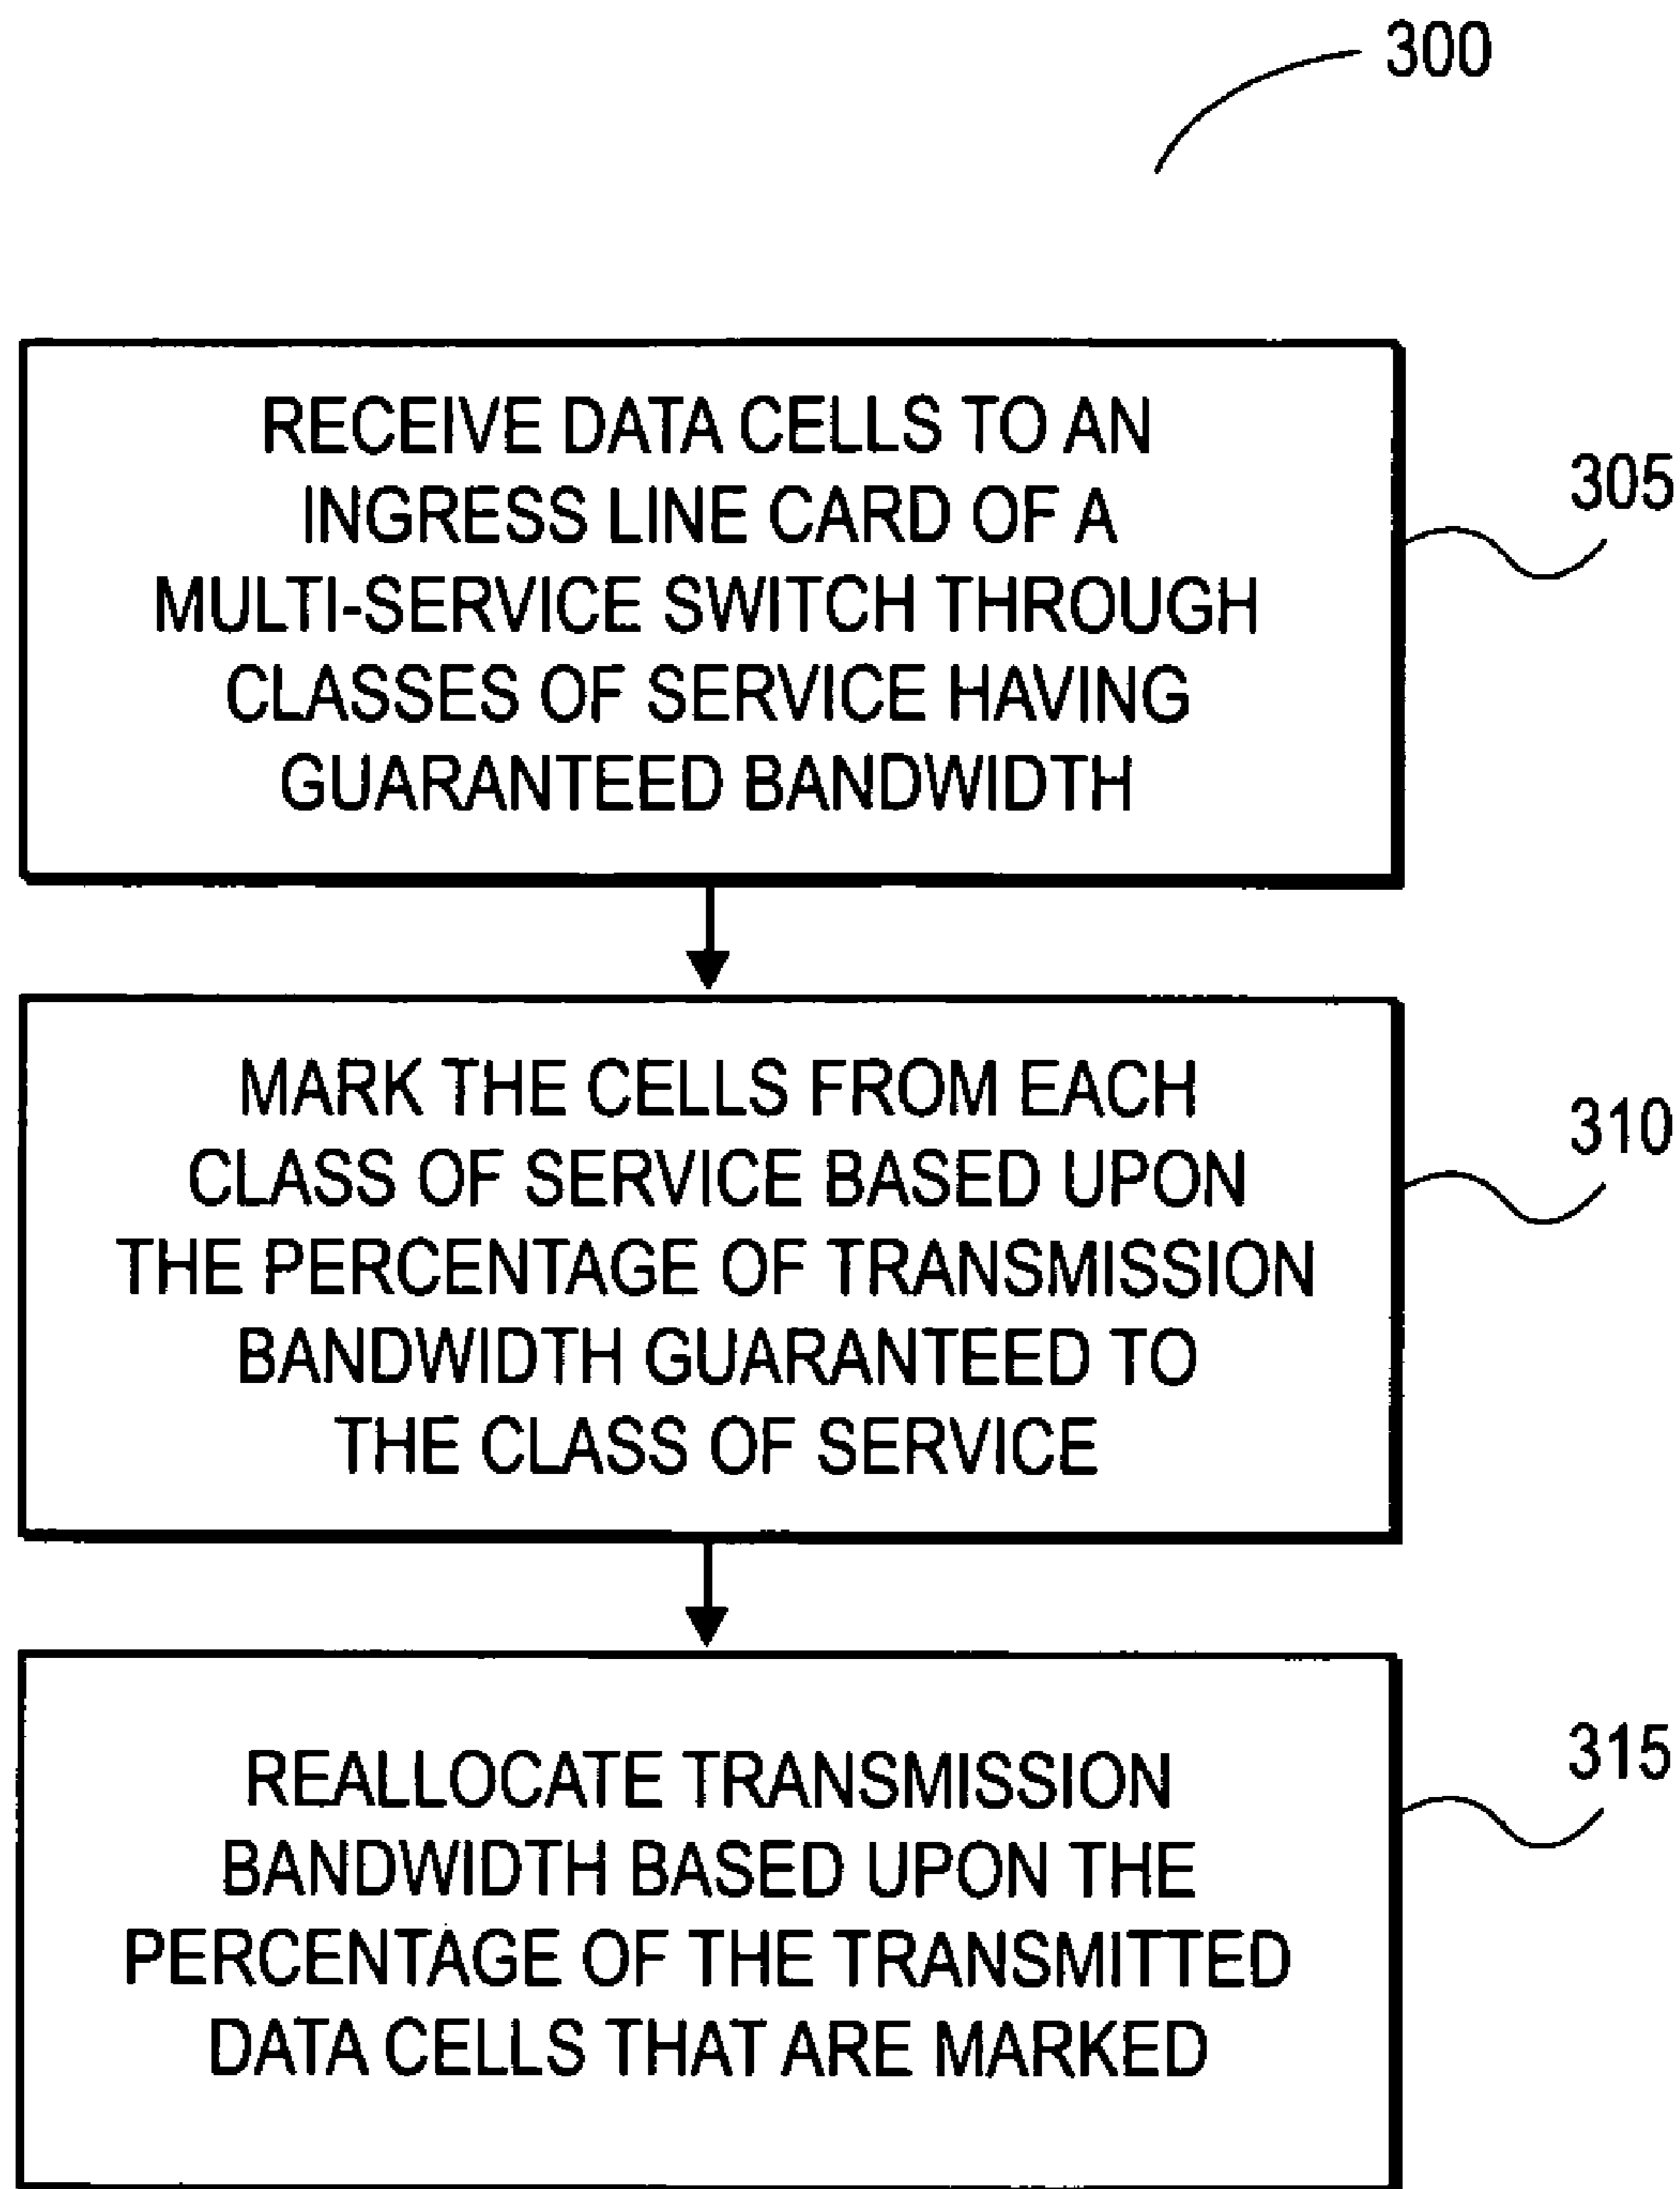 300
RECEIVE DATA CELLS TO AN
INGRESS LINE CARD OF A
MULTI-SERVICE SWITCH THROUGH
CLASSES OF SERVICE HAVING
GUARANTEED BANDWIDTH
305
MARK THE CELLS FROM EACH
CLASS OF SERVICE BASED UPON
THE PERCENTAGE OF TRANSMISSION
BANDWIDTH GUARANTEED TO
THE CLASS OF SERVICE
310
REALLOCATE TRANSMISSION
BANDWIDTH BASED UPON THE
PERCENTAGE OF THE TRANSMITTED
DATA CELLS THAT ARE MARKED
315